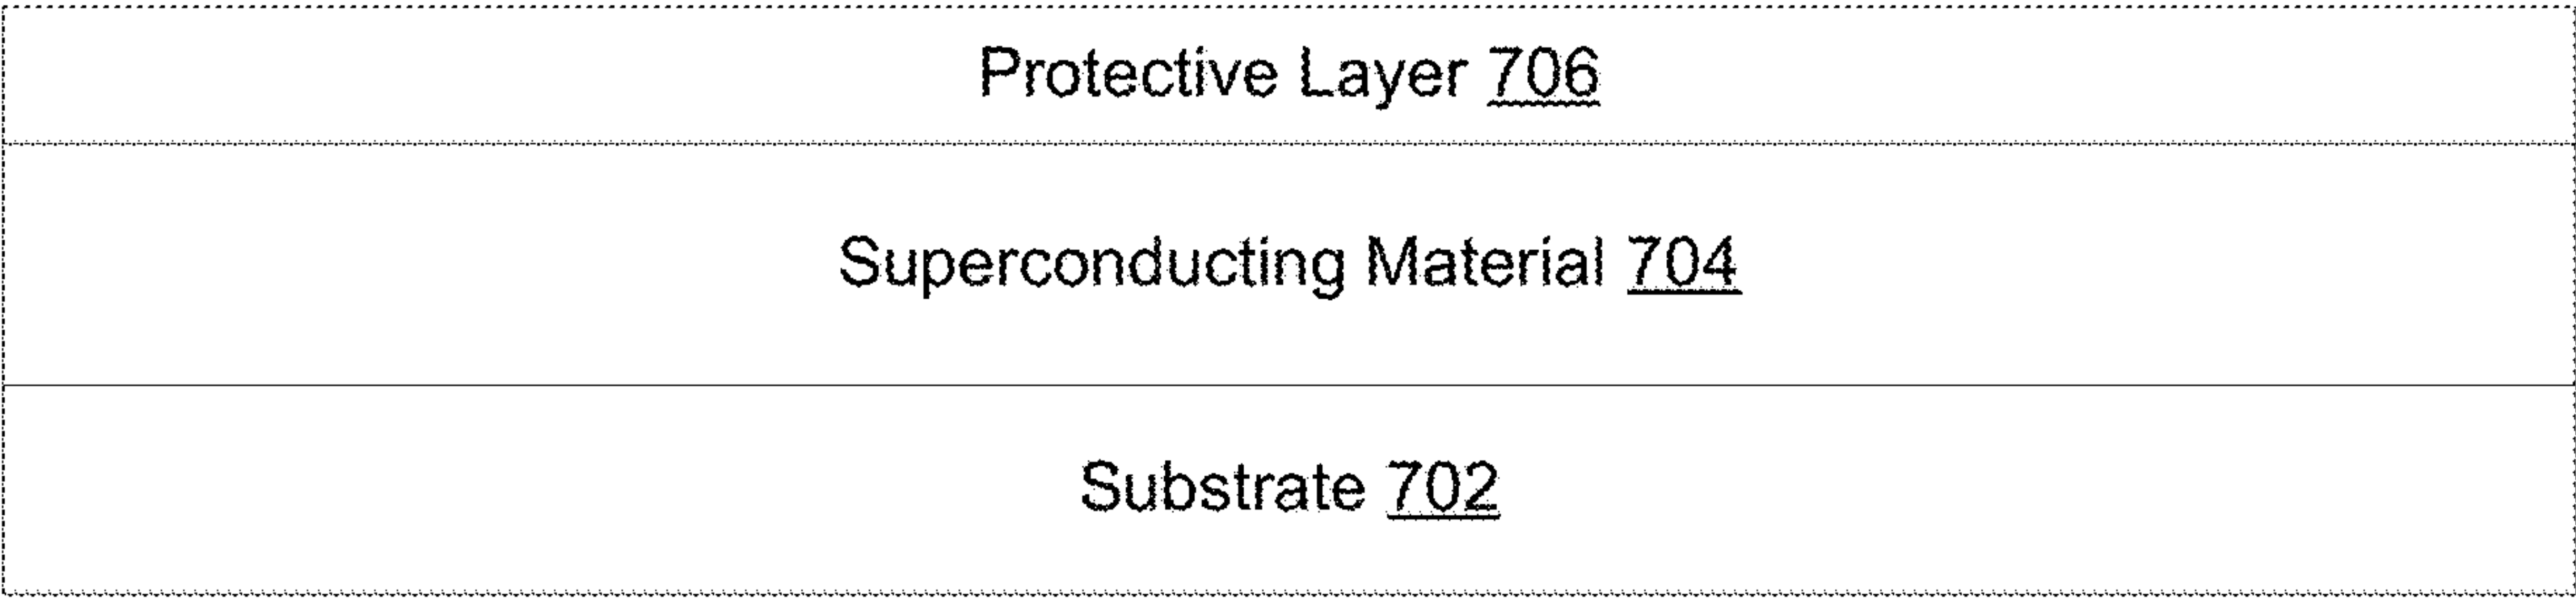 Protective Layer 706
Superconducting Material 704
Substrate 702